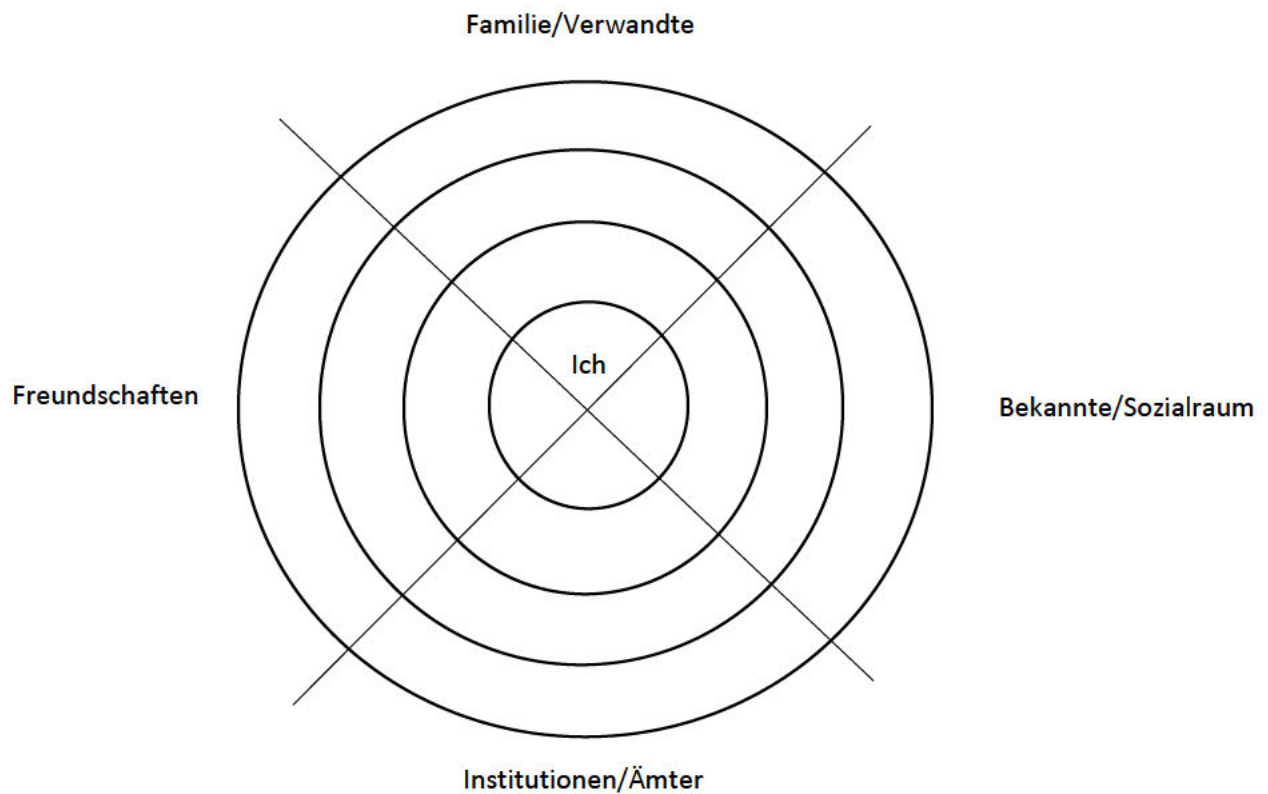 Familie/Verwandte
Ich
Freundschaften
Bekannte/Sozialraum
Institutionen/Ämter